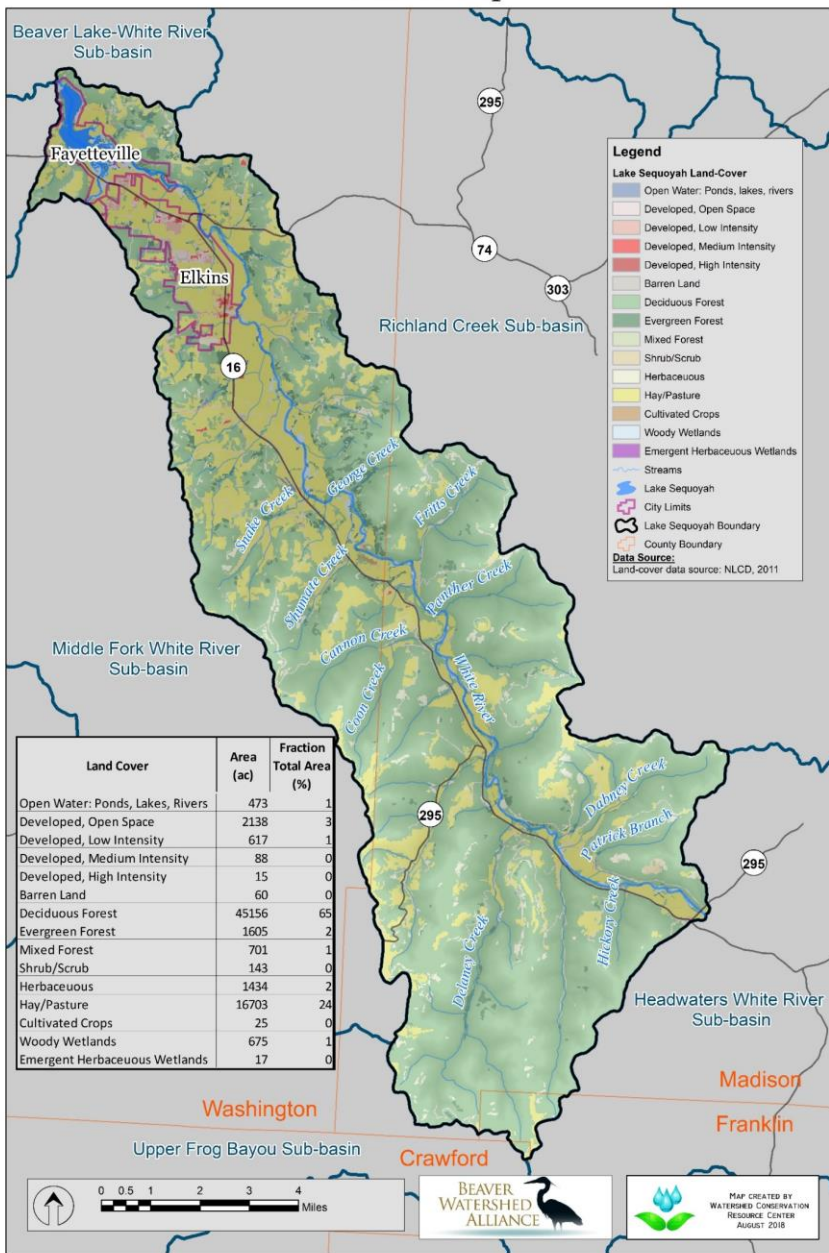 Beaver Lake-White River
Sub-basin
295
Fayetteville
Elkins
74
303
Richland Creek Sub-basin
16
Legend
Lake Sequoyah Land-Cover
Open Water: Ponds, lakes, rivers
Developed, Open Space
Developed, Low Intensity
Developed, Medium Intensity
Developed, High Intensity
Barren Land
Deciduous Forest
Evergreen Forest
Mixed Forest
Shrub/Scrub
Herbaceuous
Hay/Pasture
Cultivated Crops
Woody Wetlands
Emergent Herbaceuous Wetlands
Streams
Lake Sequoyah
City Limits
Lake Sequoyah Boundary
County Boundary
Data Source:
Land-cover data source: NLCD, 2011
George Creek
Fritts Creek
Snake Creek
Shumate Creek
Panther Creek
Cannon Creek
White River
Coon Creek
Middle Fork White River
Sub-basin
Dabney Creek
Patrick Branch
295
295
Hickory Creek
Delaney Creek
Land Cover Area (ac) Fraction Total Area (%)
Open Water: Ponds, Lakes, Rivers 473 1
Developed, Open Space 2138 3
Developed, Low Intensity 617 1
Developed, Medium Intensity 88 0
Developed, High Intensity 15 0
Barren Land 60 0
Deciduous Forest 45156 65
Evergreen Forest 1605 2
Mixed Forest 701 1
Shrub/Scrub 143 0
Herbaceuous 1434 2
Hay/Pasture 16703 24
Cultivated Crops 25 0
Woody Wetlands 675 1
Emergent Herbaceuous Wetlands 17 0
Headwaters White River
Sub-basin
Madison
Washington
Franklin
Upper Frog Bayou Sub-basin
Crawford
0 0.5 1 2 3 4
Miles
BEAVER
WATERSHED
ALLIANCE
MAP CREATED BY
WATERSHED CONSERVATION
RESOURCE CENTER
AUGUST 2018